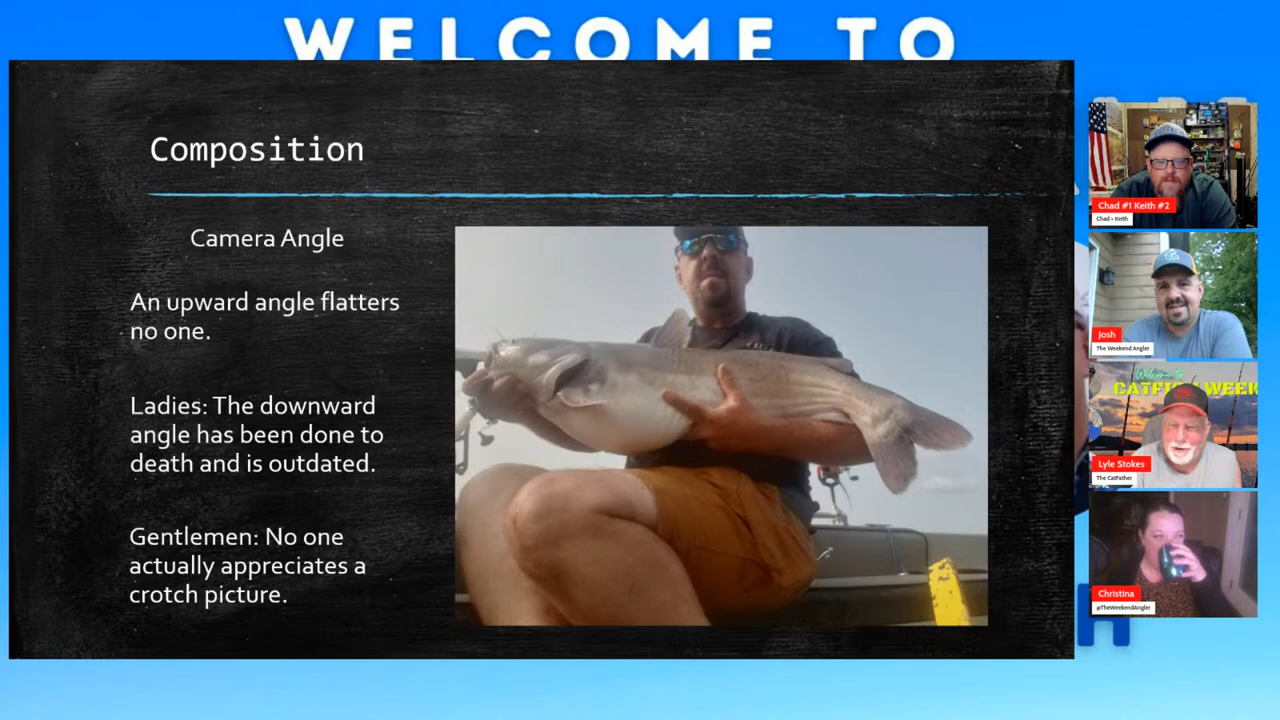 WELCOME TO
Composition
Camera Angle
An upward angle flatters
no one.
Ladies: The downward
angle has been done to
death and is outdated.
Gentlemen: No one
actually appreciates a
crotch picture.
Chad #1 Keith #2
Chad + Keith
Josh
The Weekend Angler
Welcome to
CATFISH WEEK
Lyle Stokes
The CatFather
Christina
@TheWeekendAngler
H